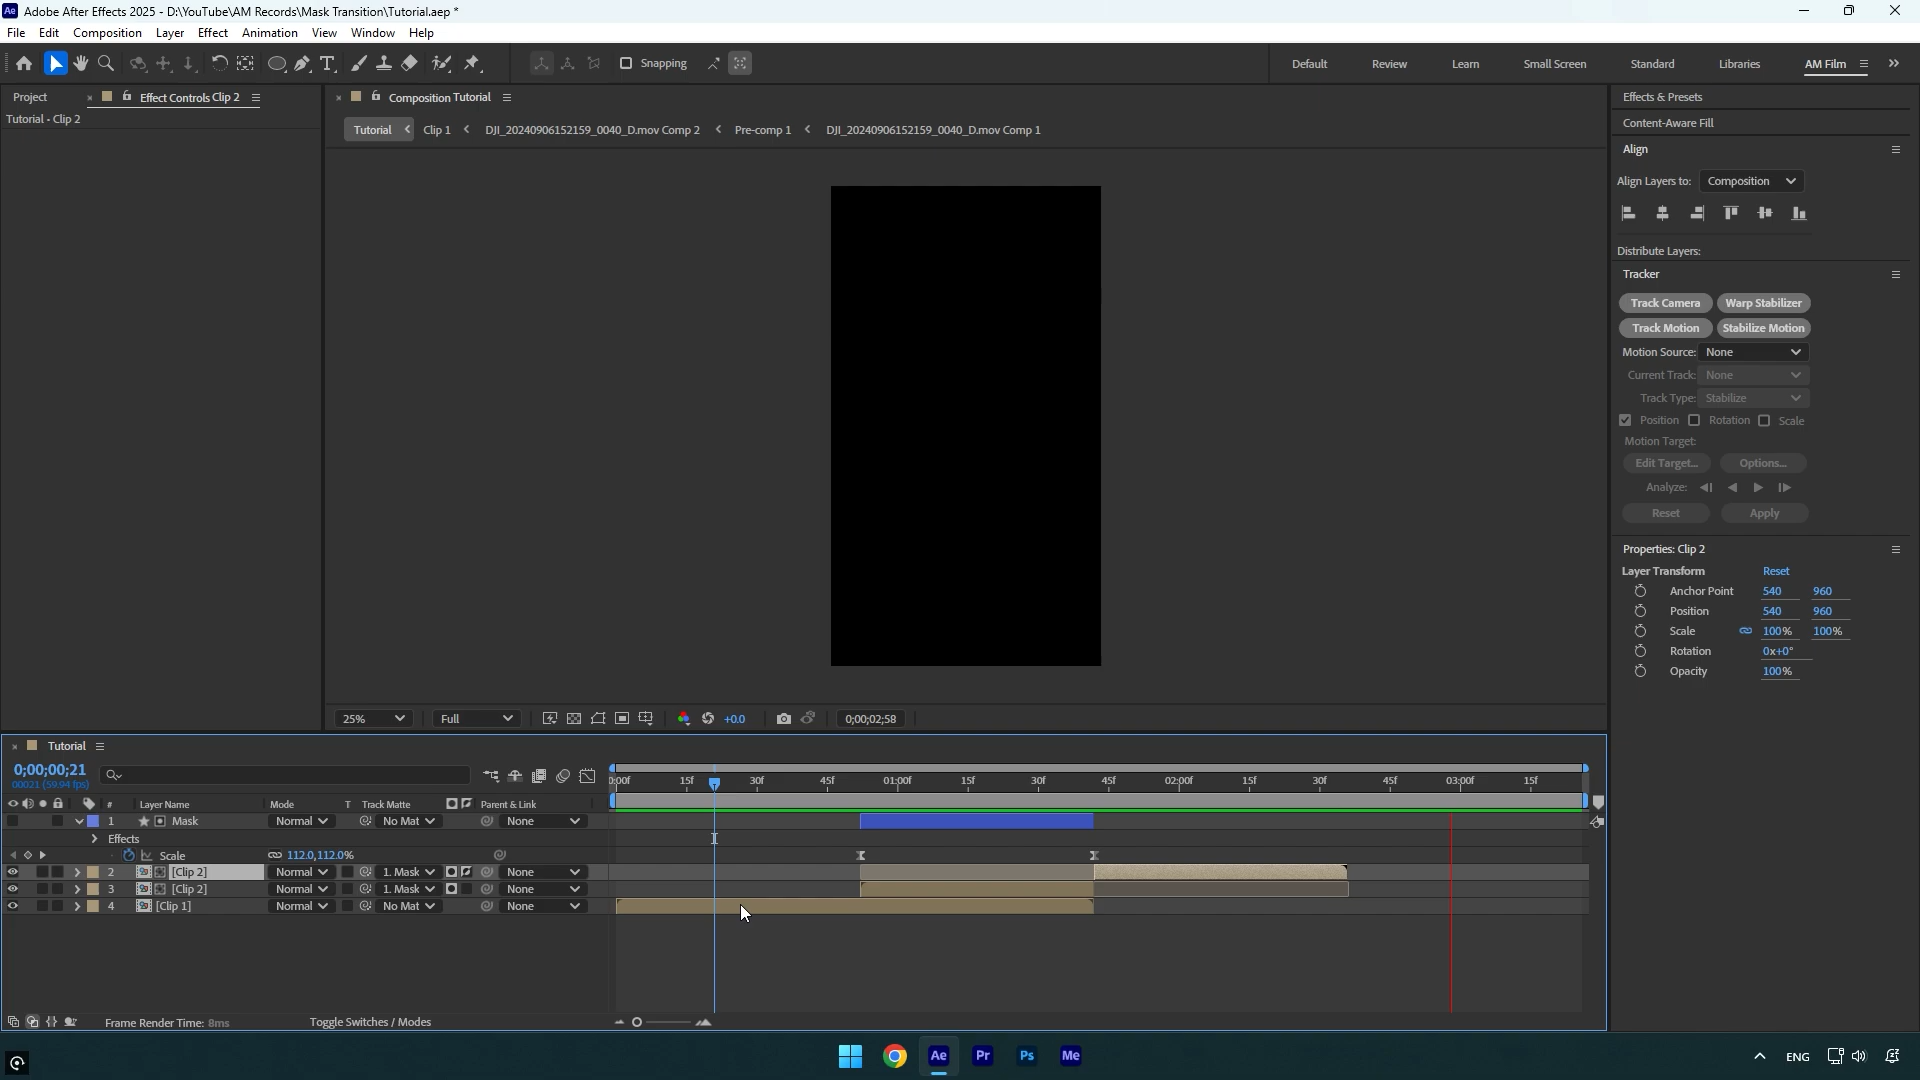 Ae Adobe After Effects 2025 - D:\YouTube\AM Records\Mask Transition\Tutorial.aep *
File Edit Composition Layer Effect Animation View Window Help
Snapping Default Review Learn Small Screen Standard Libraries AM Film
Project Effect Controls Clip 2
Tutorial - Clip 2
Composition Tutorial
Tutorial Clip 1 DJI_20240906152159_0040_D.mov Comp 2 Pre-comp 1 DJI_20240906152159_0040_D.mov Comp 1
25% Full +0.0 0;00;02;58
Effects & Presets
Content-Aware Fill
Align
Align Layers to: Composition
Distribute Layers:
Tracker
Track Camera Warp Stabilizer
Track Motion Stabilize Motion
Motion Source: None
Current Track: None
Track Type: Stabilize
Position Rotation Scale
Motion Target:
Edit Target... Options...
Analyze:
Reset Apply
Properties: Clip 2
Layer Transform Reset
Anchor Point 540 960
Position 540 960
Scale 100% 100%
Rotation 0x+0°
Opacity 100%
Tutorial
0;00;00;21
00021 (59.94 fps)
0:00f 15f 30f 45f 01:00f 15f 30f 45f 02:00f 15f 30f 45f 03:00f 15f
# Layer Name Mode T Track Matte Parent & Link
1 Mask Normal No Mat None
Effects
Scale 112.0,112.0%
2 [Clip 2] Normal 1. Mask None
3 [Clip 2] Normal 1. Mask None
4 [Clip 1] Normal No Mat None
Frame Render Time: 8ms Toggle Switches / Modes
Ae Pr Ps Me ENG